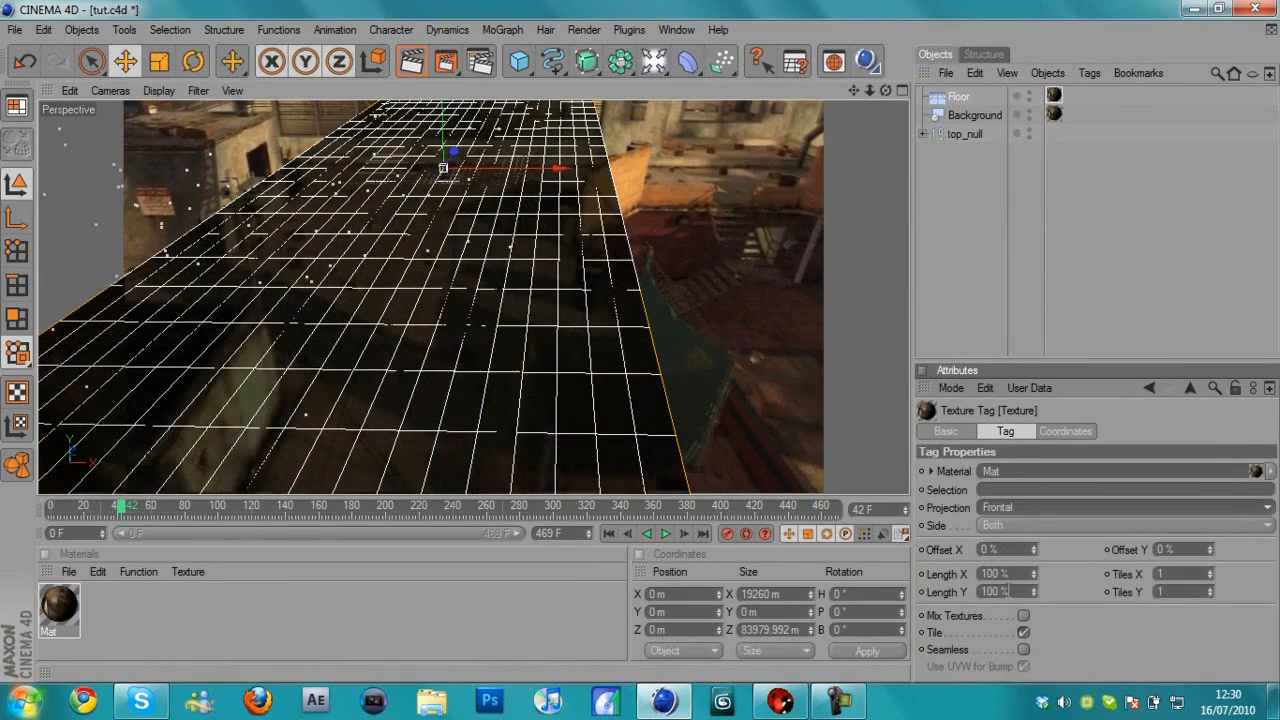 CINEMA 4D - [tut.c4d *]
File Edit Objects Tools Selection Structure Functions Animation Character Dynamics MoGraph Hair Render Plugins Window Help
X Y Z
Objects Structure
File Edit View Objects Tags Bookmarks
Edit Cameras Display Filter View
Perspective
Floor
Background
top_null
Y
X
Attributes
Mode Edit User Data
Texture Tag [Texture]
Basic Tag Coordinates
Tag Properties
Material Mat
Selection
Projection Frontal
Side Both
Offset X 0 % Offset Y 0 %
Length X 100 % Tiles X 1
Length Y 100 % Tiles Y 1
Mix Textures
Tile
Seamless
Use UVW for Bump
0 20 4 42 60 80 100 120 140 160 180 200 220 240 260 280 300 320 340 360 380 400 420 440 460 42 F
0 F 0 F 469 F 469 F
Materials
File Edit Function Texture
Mat
Coordinates
Position Size Rotation
X 0 m X 19260 m H 0 °
Y 0 m Y 0 m P 0 °
Z 0 m Z 83979.992 m B 0 °
Object Size Apply
MAXON
CINEMA 4D
Ae Ps
12:30
16/07/2010